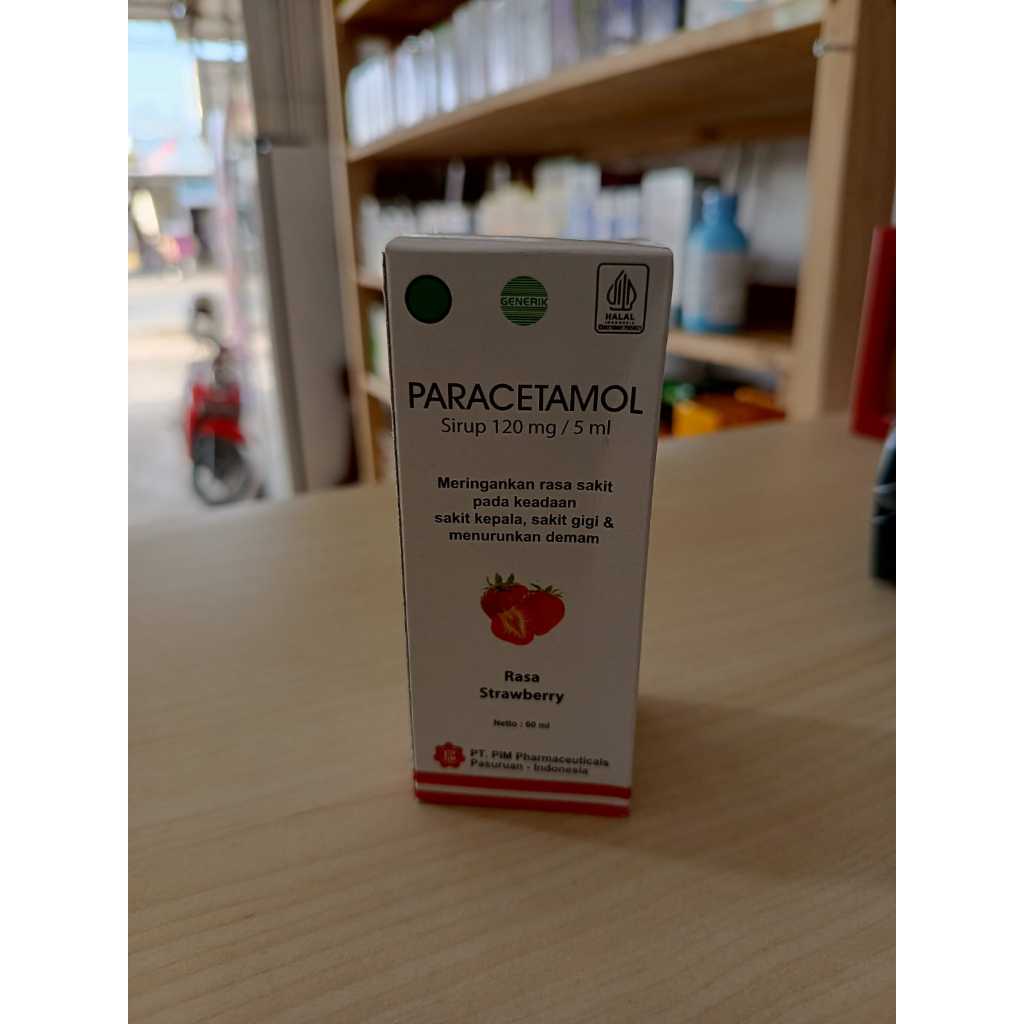 GENERIK
HALAL
INDONESIA
PARACETAMOL
Sirup 120 mg / 5 ml
Meringankan rasa sakit
pada keadaan
sakit kepala, sakit gigi &
menurunkan demam
Rasa
Strawberry
Netto : 60 ml
PT. PIM Pharmaceuticals
Pasuruan - Indonesia